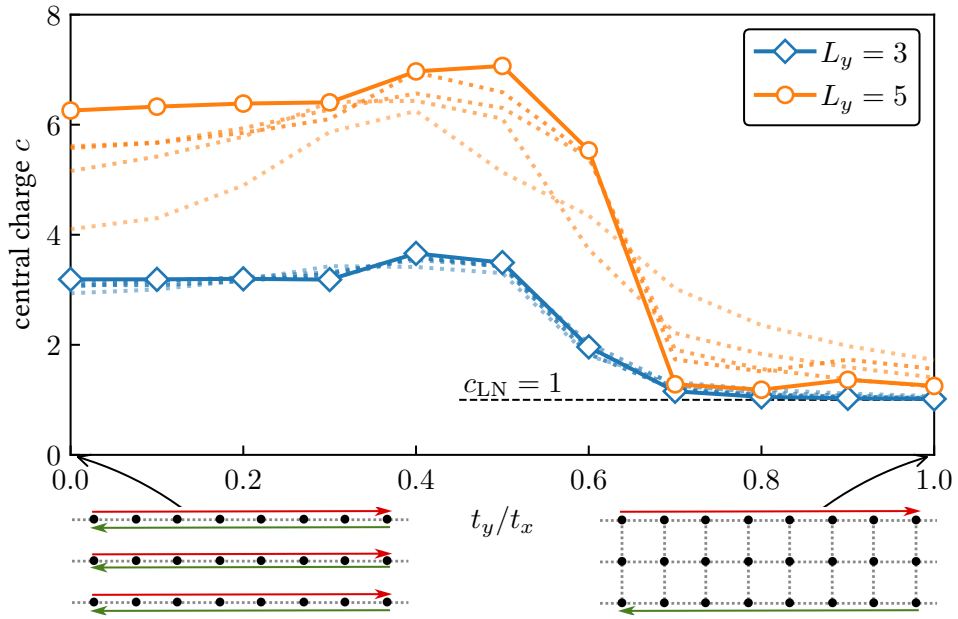 8
6
4
2
0
central charge c
L_y = 3
L_y = 5
c_LN = 1
0.0 0.2 0.4 0.6 0.8 1.0
t_y/t_x